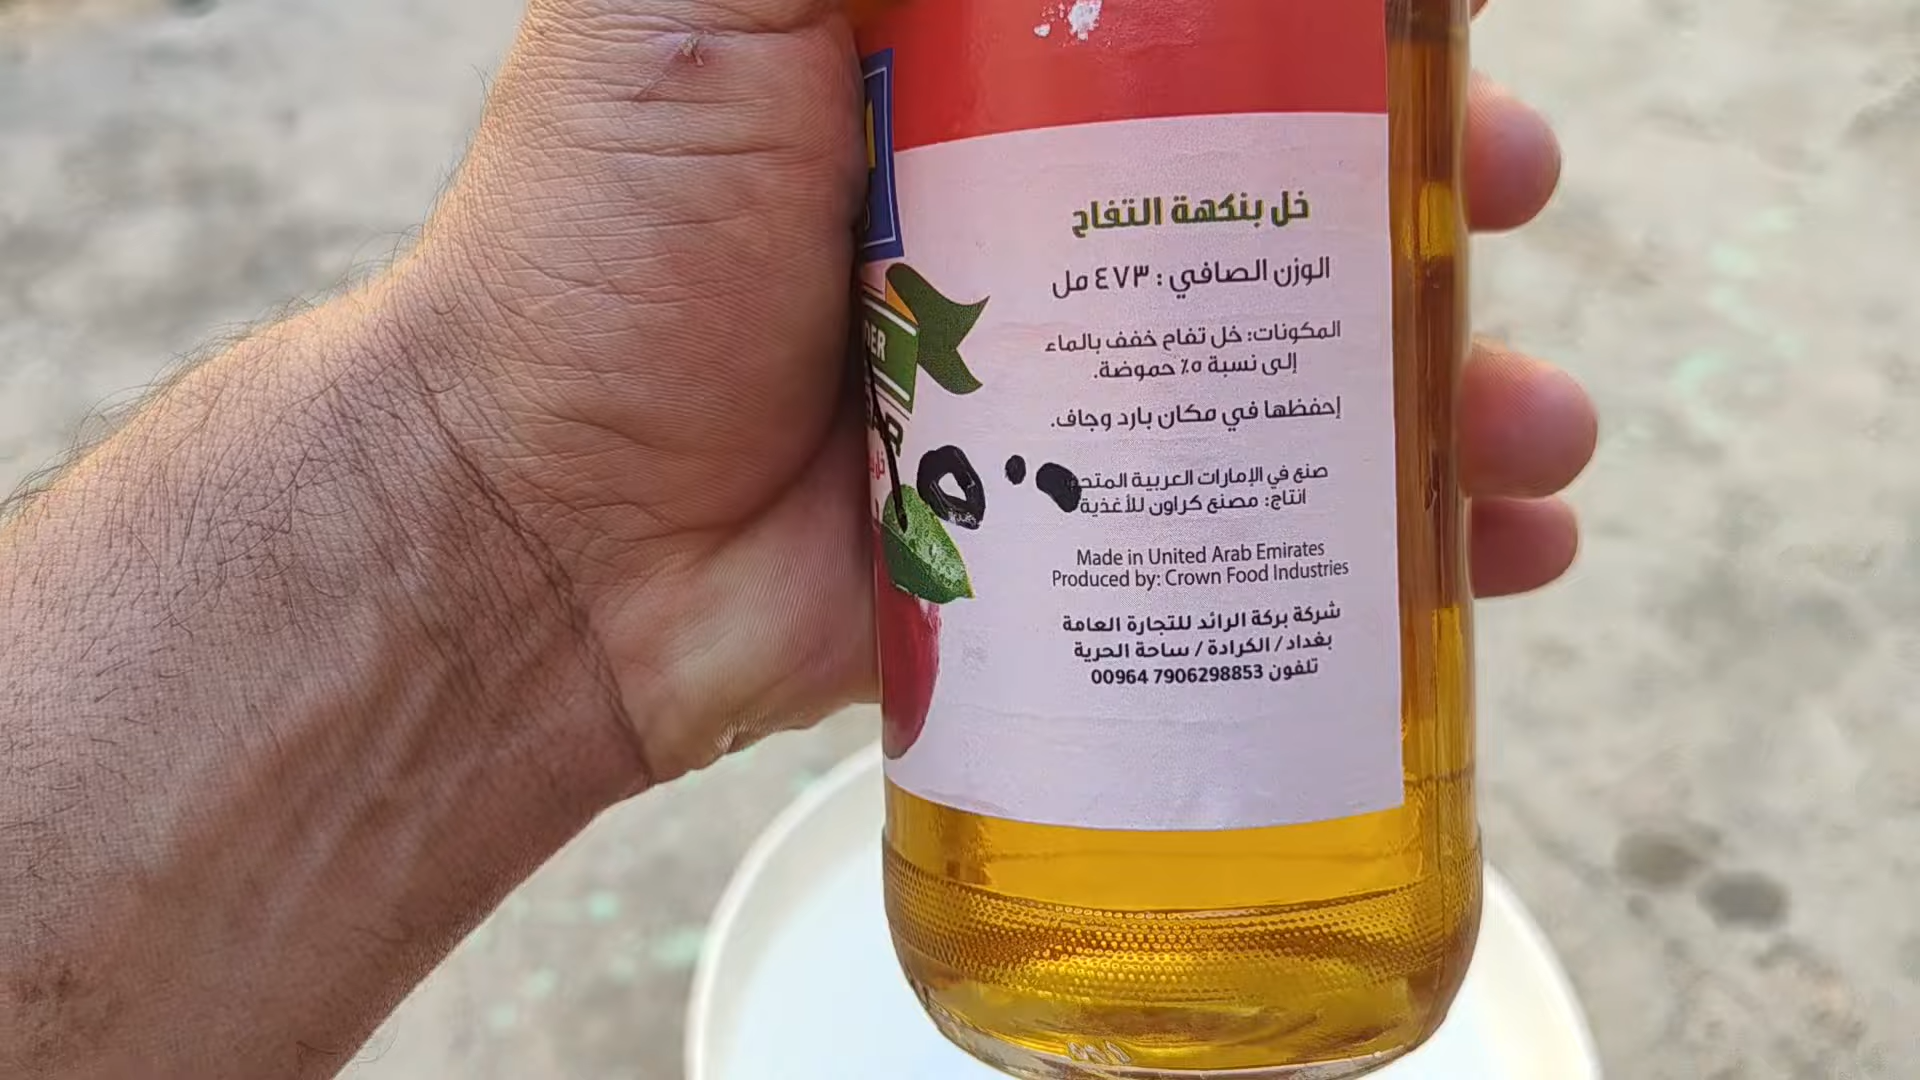 خل بنكهة التفاح
الوزن الصافي : ٤٧٣ مل
المكونات: خل تفاح خفف بالماء
إلى نسبة ٥٪ حموضة.
إحفظها في مكان بارد وجاف.
صنع في الإمارات العربية
انتاج: مصنع كراون للأغذية
Made in United Arab Emirates
Produced by: Crown Food Industries
شركة بركة الرائد للتجارة العامة
بغداد / الكرادة / ساحة الحرية
تلفون 00964 7906298853